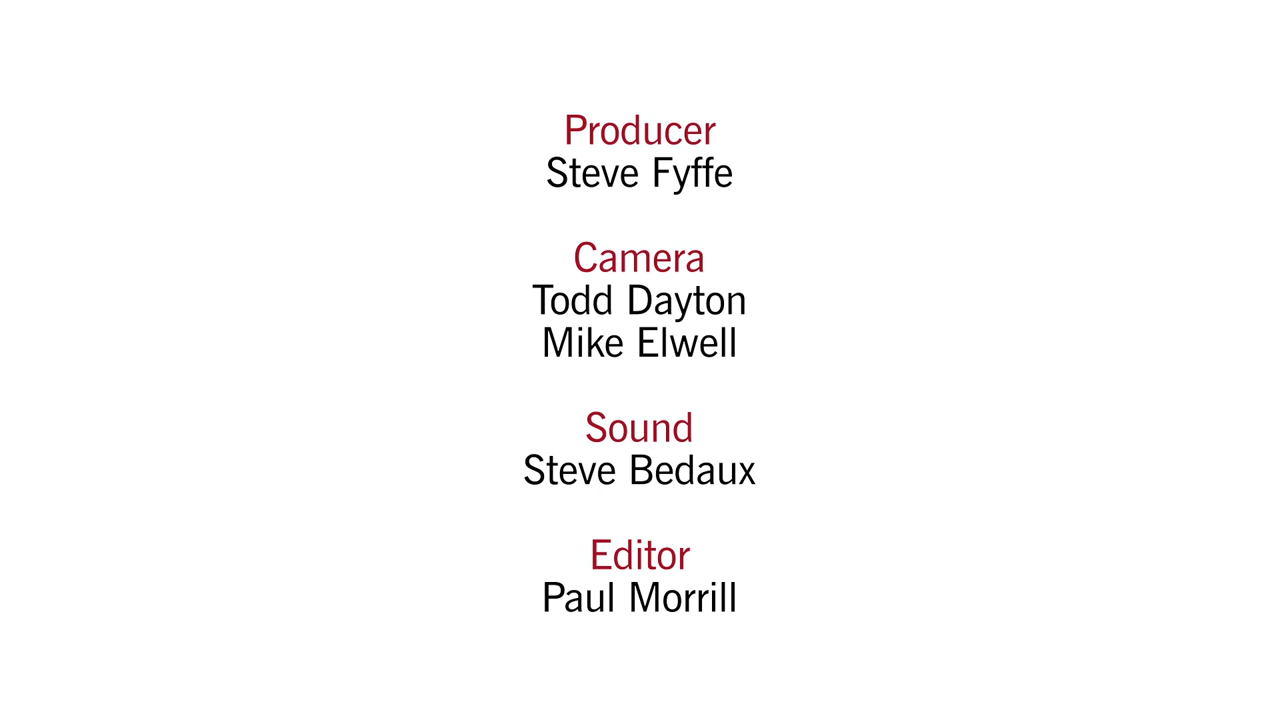 Producer
Steve Fyffe
Camera
Todd Dayton
Mike Elwell
Sound
Steve Bedaux
Editor
Paul Morrill